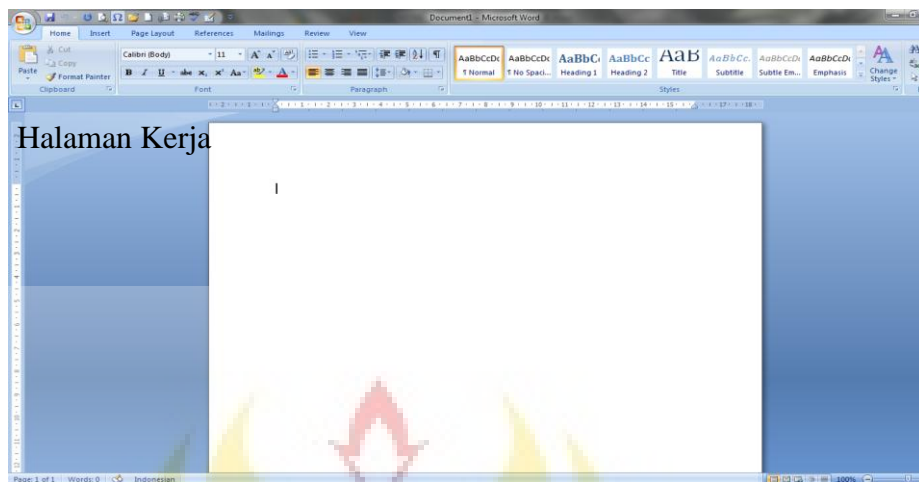 Document1 - Microsoft Word
Home Insert Page Layout References Mailings Review View
Paste
Cut
Copy
Format Painter
Clipboard
Calibri (Body) 11
Font
Paragraph
AaBbCcDc AaBbCcDc AaBbC AaBbCc AaB AaBbCc. AaBbCcDc AaBbCcDc
¶ Normal ¶ No Spaci... Heading 1 Heading 2 Title Subtitle Subtle Em... Emphasis
Change Styles
Styles
Halaman Kerja
Page: 1 of 1 Words: 0 Indonesian 100%